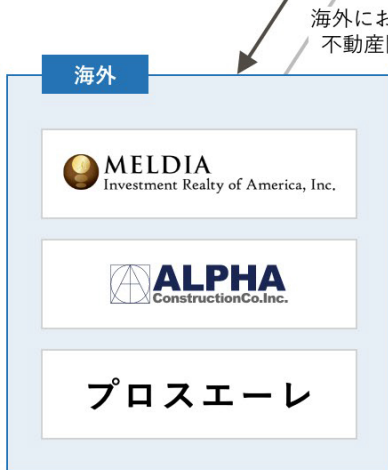 海外にお
不動産
海外
MELDIA
Investment Realty of America, Inc.
ALPHA
ConstructionCo.Inc.
プロスエーレ